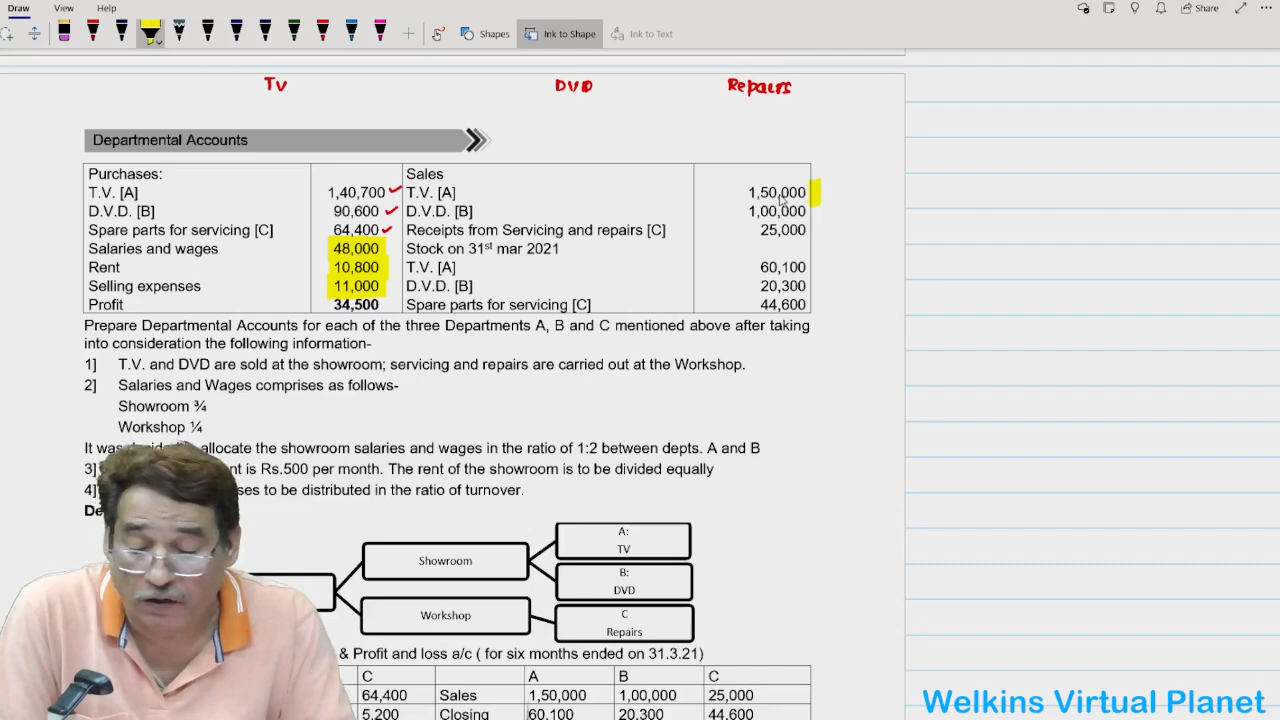 Draw View Help
Share
Shapes Ink to Shape Ink to Text
TV DVD Repairs
Departmental Accounts
Purchases: Sales
T.V. [A] 1,40,700 T.V. [A] 1,50,000
D.V.D. [B] 90,600 D.V.D. [B] 1,00,000
Spare parts for servicing [C] 64,400 Receipts from Servicing and repairs [C] 25,000
Salaries and wages 48,000 Stock on 31st mar 2021
Rent 10,800 T.V. [A] 60,100
Selling expenses 11,000 D.V.D. [B] 20,300
Profit 34,500 Spare parts for servicing [C] 44,600
Prepare Departmental Accounts for each of the three Departments A, B and C mentioned above after taking
into consideration the following information-
1] T.V. and DVD are sold at the showroom; servicing and repairs are carried out at the Workshop.
2] Salaries and Wages comprises as follows-
Showroom ¾
Workshop ¼
It was allocate the showroom salaries and wages in the ratio of 1:2 between depts. A and B
3] is Rs.500 per month. The rent of the showroom is to be divided equally
4] to be distributed in the ratio of turnover.
A:
TV
Showroom
B:
DVD
Workshop
C
Repairs
& Profit and loss a/c ( for six months ended on 31.3.21)
C A B C
64,400 Sales 1,50,000 1,00,000 25,000
5,200 Closing 60,100 20,300 44,600
Welkins Virtual Planet